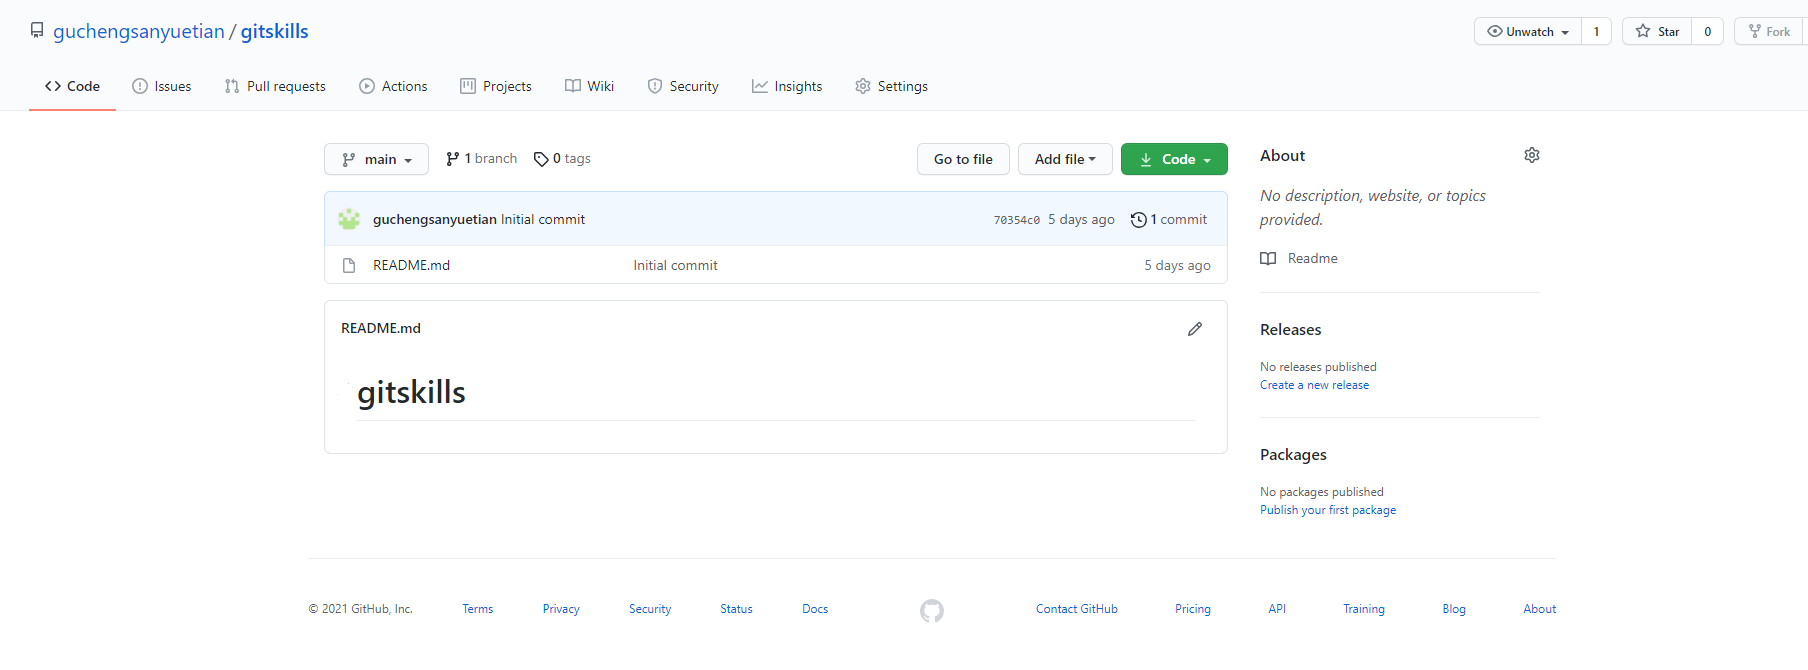 guchengsanyuetian / gitskills
Unwatch 1 Star 0 Fork
Code Issues Pull requests Actions Projects Wiki Security Insights Settings
main 1 branch 0 tags Go to file Add file Code
guchengsanyuetian Initial commit 70354c0 5 days ago 1 commit
README.md Initial commit 5 days ago
README.md
gitskills
About
No description, website, or topics
provided.
Readme
Releases
No releases published
Create a new release
Packages
No packages published
Publish your first package
© 2021 GitHub, Inc. Terms Privacy Security Status Docs Contact GitHub Pricing API Training Blog About